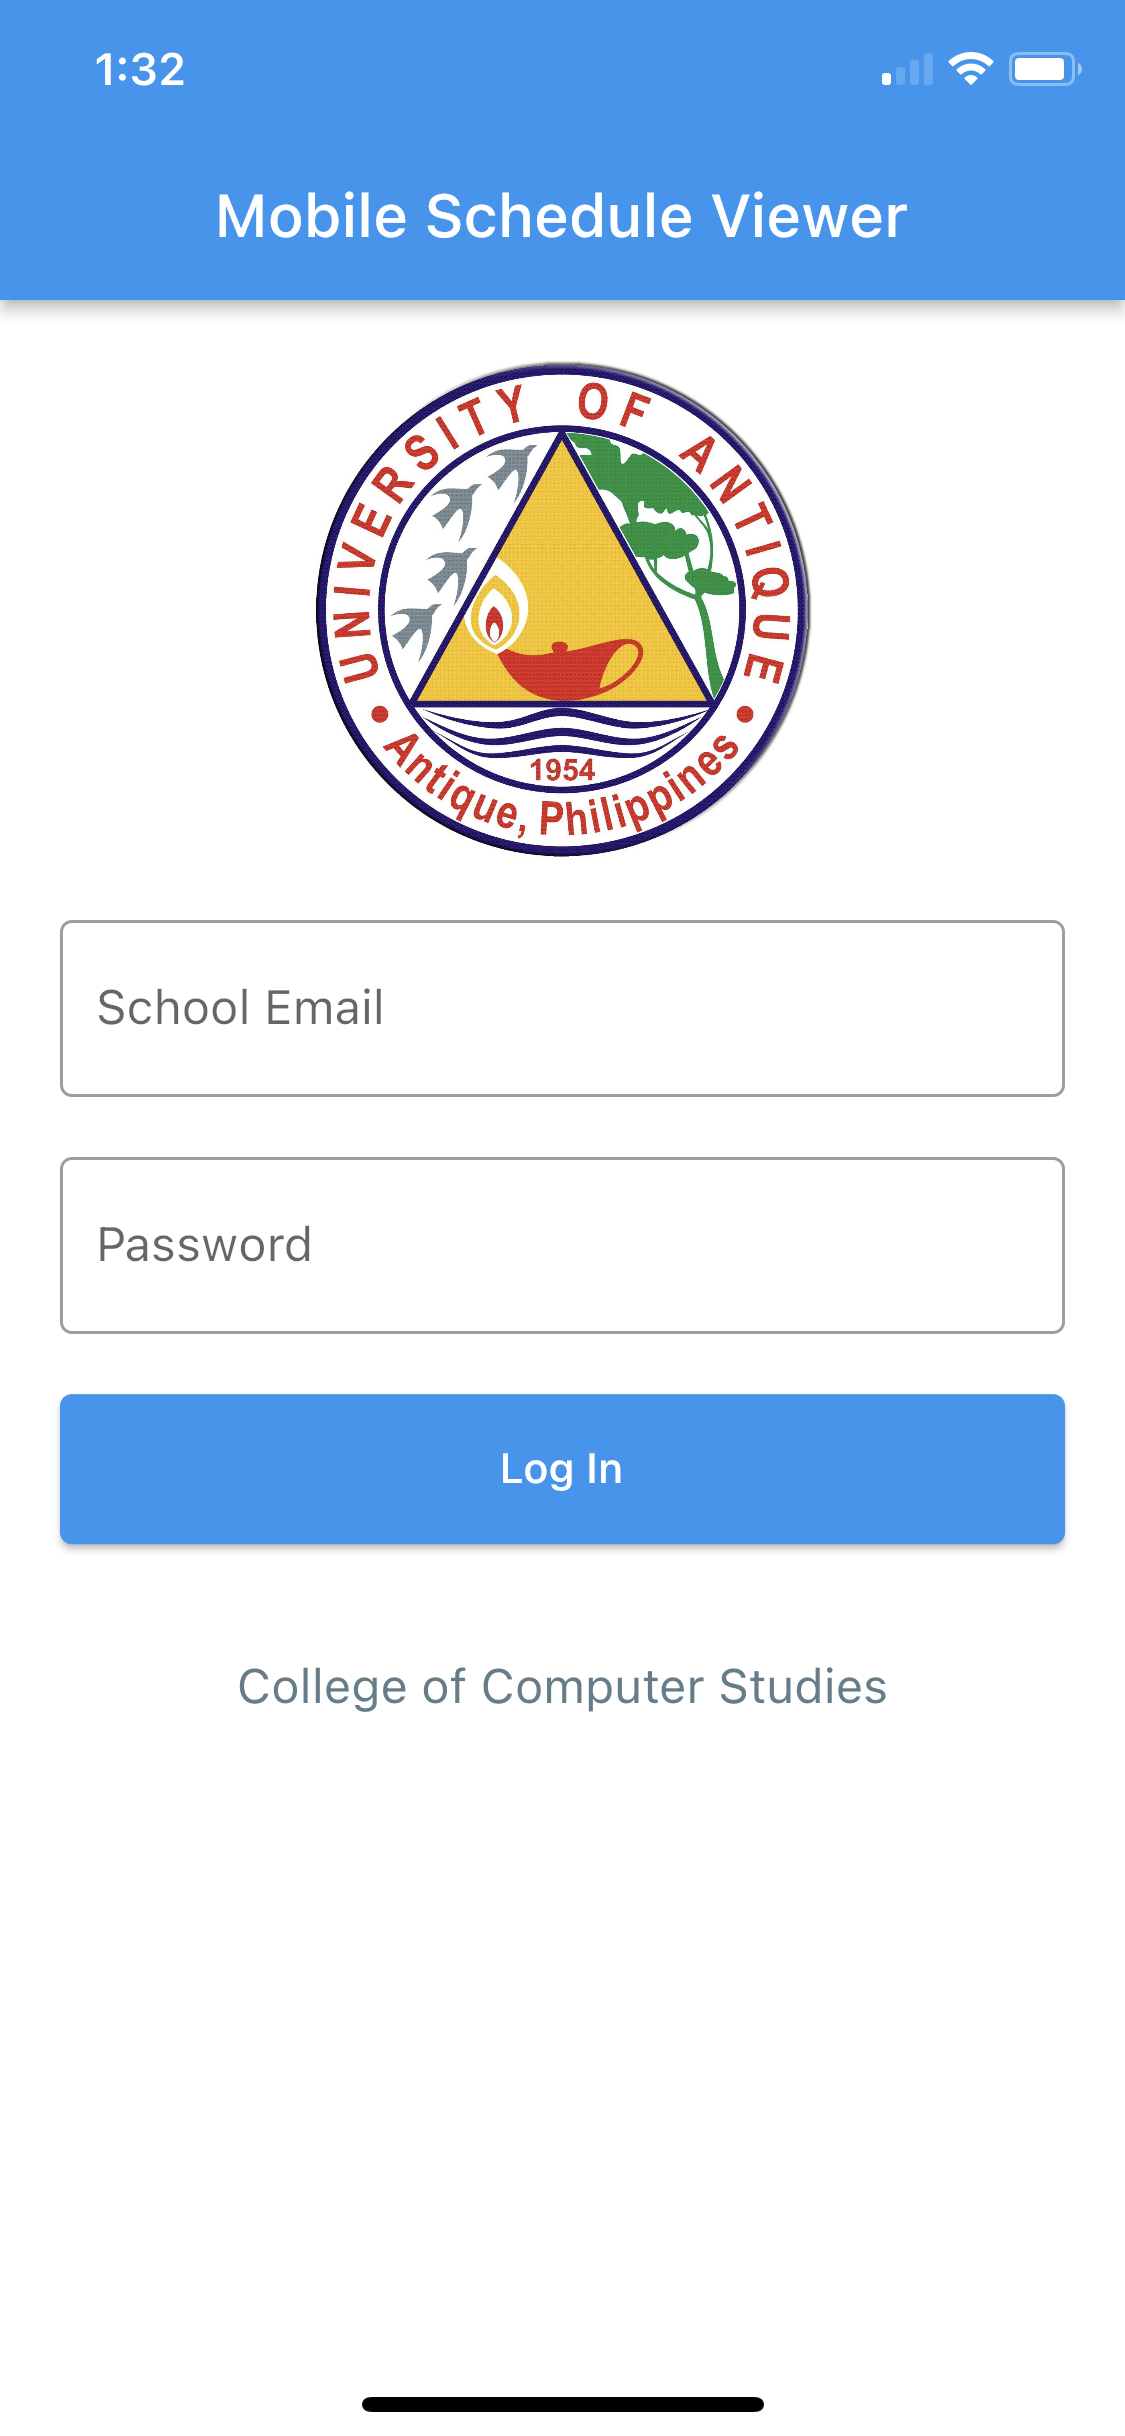 1:32
Mobile Schedule Viewer
UNIVERSITY OF ANTIQUE
1954
Antique, Philippines
School Email
Password
Log In
College of Computer Studies